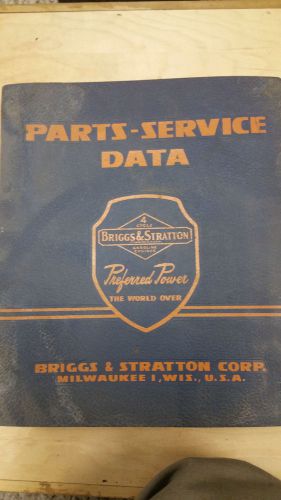 PARTS-SERVICE
DATA
4
CYCLE
BRIGGS & STRATTON
GASOLINE
ENGINES
Preferred Power
THE WORLD OVER
BRIGGS & STRATTON CORP.
MILWAUKEE 1, WIS., U.S.A.